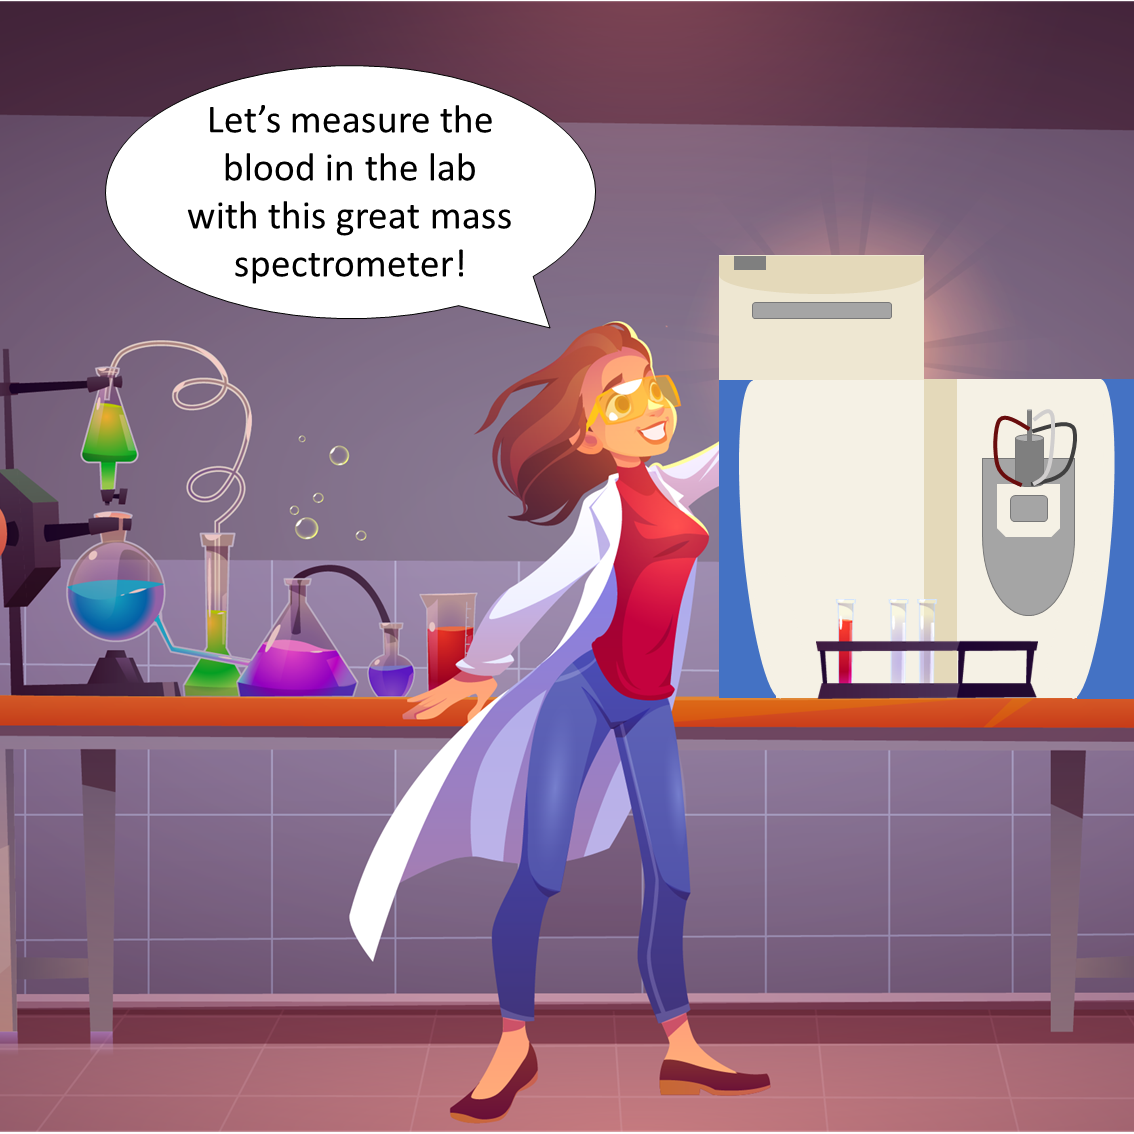 Let’s measure the
blood in the lab
with this great mass
spectrometer!